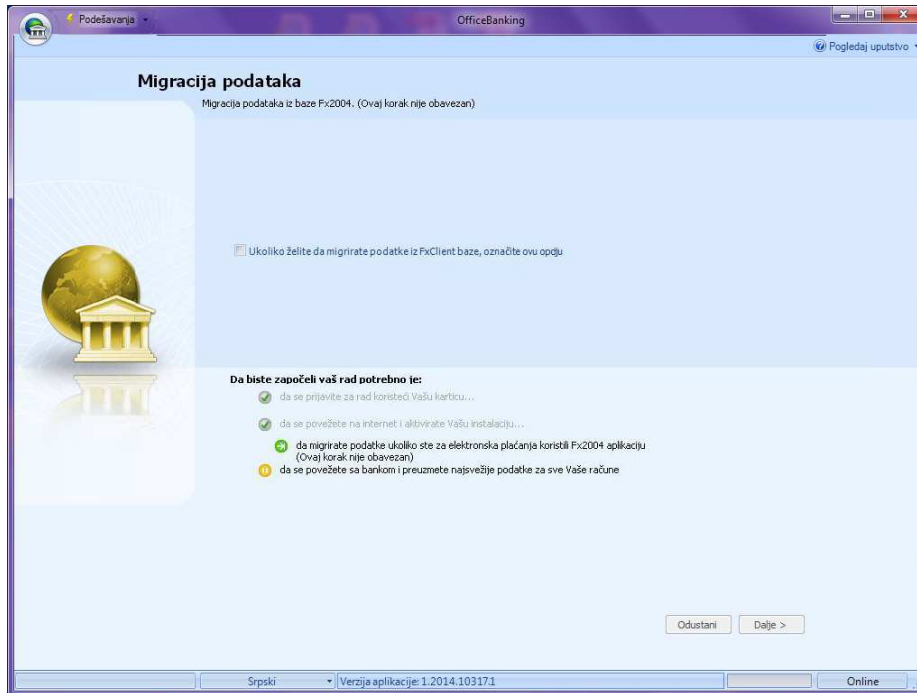 Podešavanja
OfficeBanking
Pogledaj uputstvo
Migracija podataka
Migracija podataka iz baze Fx2004. (Ovaj korak nije obavezan)
Ukoliko želite da migrirate podatke iz FxClient baze, označite ovu opciju
Da biste započeli vaš rad potrebno je:
da se prijavite za rad koristeći Vašu karticu...
da se povežete na internet i aktivirate Vašu instalaciju...
da migrirate podatke ukoliko ste za elektronska plaćanja koristili Fx2004 aplikaciju
(Ovaj korak nije obavezan)
da se povežete sa bankom i preuzmete najsvežije podatke za sve Vaše račune
Odustani Dalje >
Srpski Verzija aplikacije: 1.2014.10317.1 Online